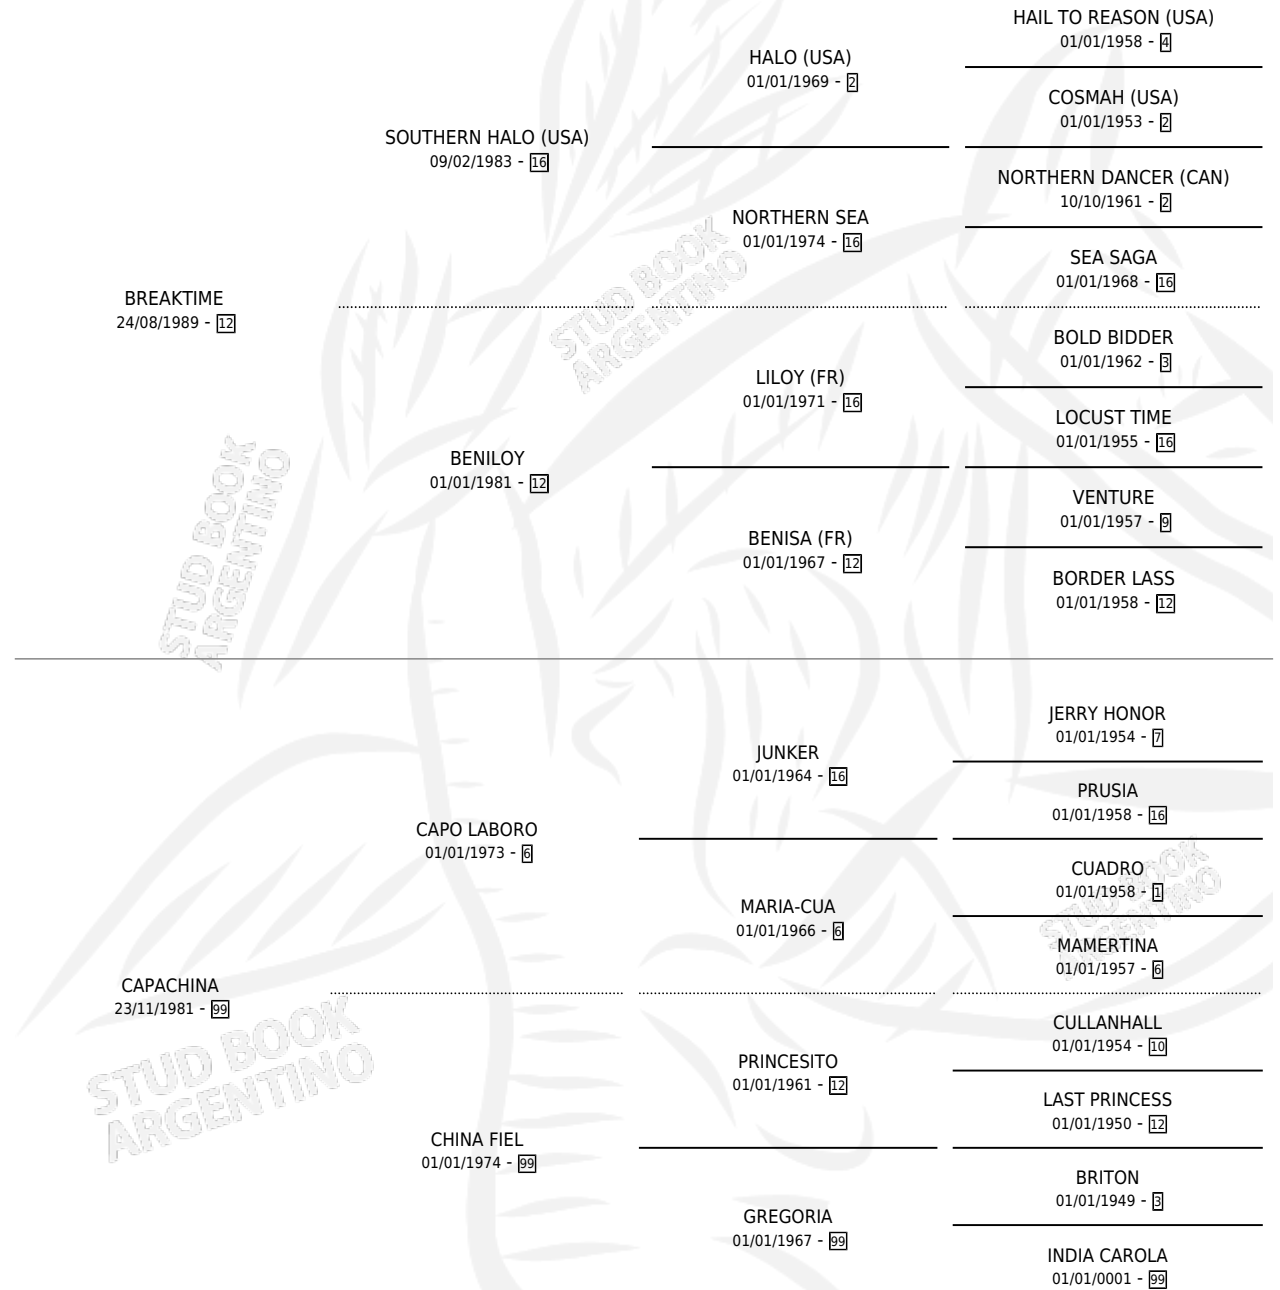 HAIL TO REASON (USA)
01/01/1958 - 4
HALO (USA)
01/01/1969 - 2
COSMAH (USA)
01/01/1953 - 2
SOUTHERN HALO (USA)
09/02/1983 - 16
NORTHERN DANCER (CAN)
10/10/1961 - 2
NORTHERN SEA
01/01/1974 - 16
SEA SAGA
01/01/1968 - 16
BREAKTIME
24/08/1989 - 12
STUD BOOK
ARGENTINO
BOLD BIDDER
01/01/1962 - 3
LILOY (FR)
01/01/1971 - 16
LOCUST TIME
01/01/1955 - 16
BENILOY
01/01/1981 - 12
VENTURE
01/01/1957 - 9
BENISA (FR)
01/01/1967 - 12
BORDER LASS
01/01/1958 - 12
STUD BOOK
ARGENTINO
JERRY HONOR
01/01/1954 - 7
JUNKER
01/01/1964 - 16
PRUSIA
01/01/1958 - 16
CAPO LABORO
01/01/1973 - 6
CUADRO
01/01/1958 - 1
MARIA-CUA
01/01/1966 - 6
MAMERTINA
01/01/1957 - 6
STUD BOOK
ARGENTINO
CAPACHINA
23/11/1981 - 99
STUD BOOK
ARGENTINO
CULLANHALL
01/01/1954 - 10
PRINCESITO
01/01/1961 - 12
LAST PRINCESS
01/01/1950 - 12
CHINA FIEL
01/01/1974 - 99
BRITON
01/01/1949 - 3
GREGORIA
01/01/1967 - 99
INDIA CAROLA
01/01/0001 - 99